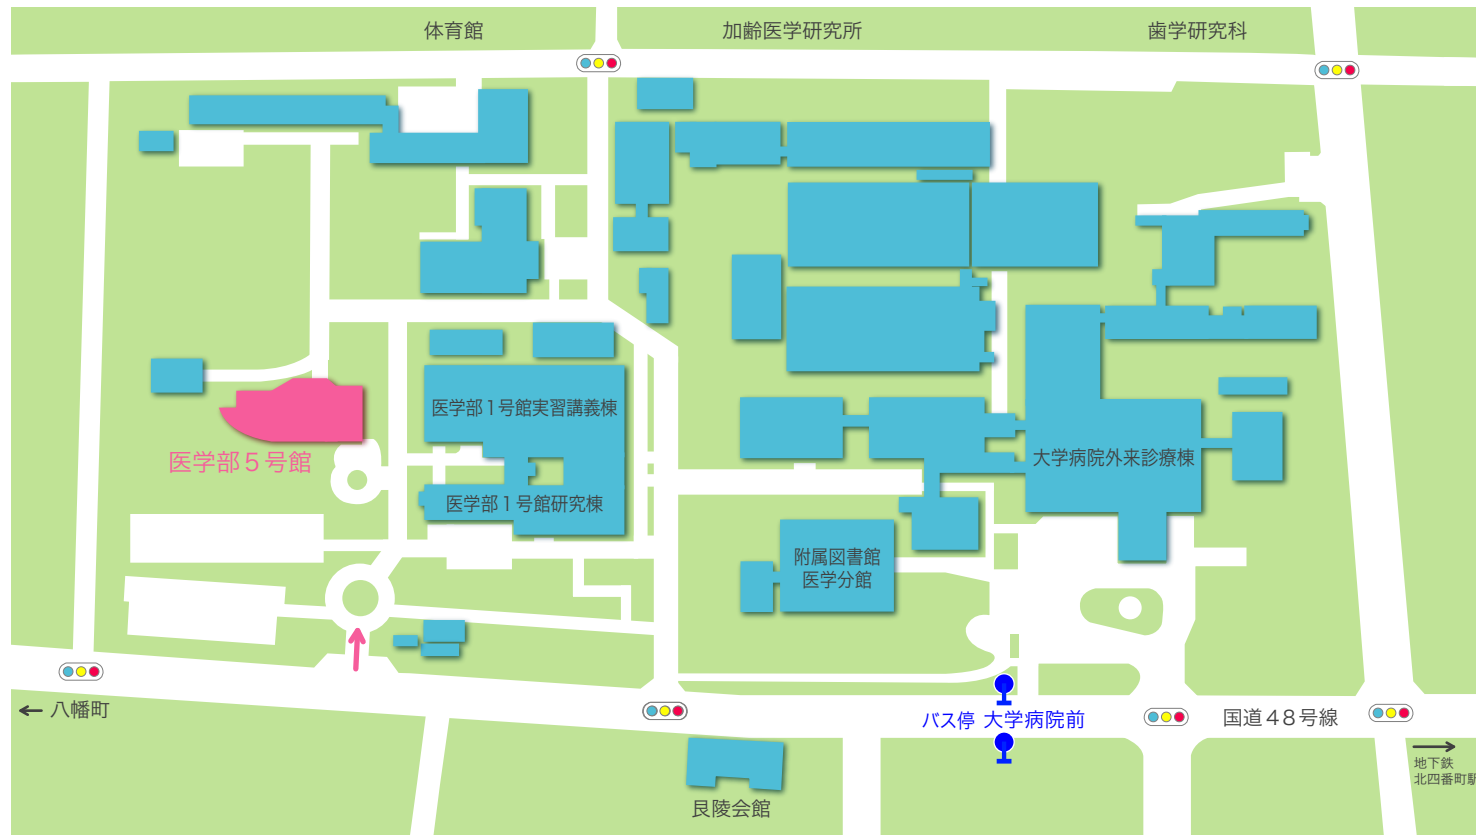 体育館
加齢医学研究所
歯学研究科
医学部１号館実習講義棟
医学部５号館
大学病院外来診療棟
医学部１号館研究棟
附属図書館
医学分館
← 八幡町
バス停 大学病院前
国道４８号線
地下鉄
北四番町駅
艮陵会館